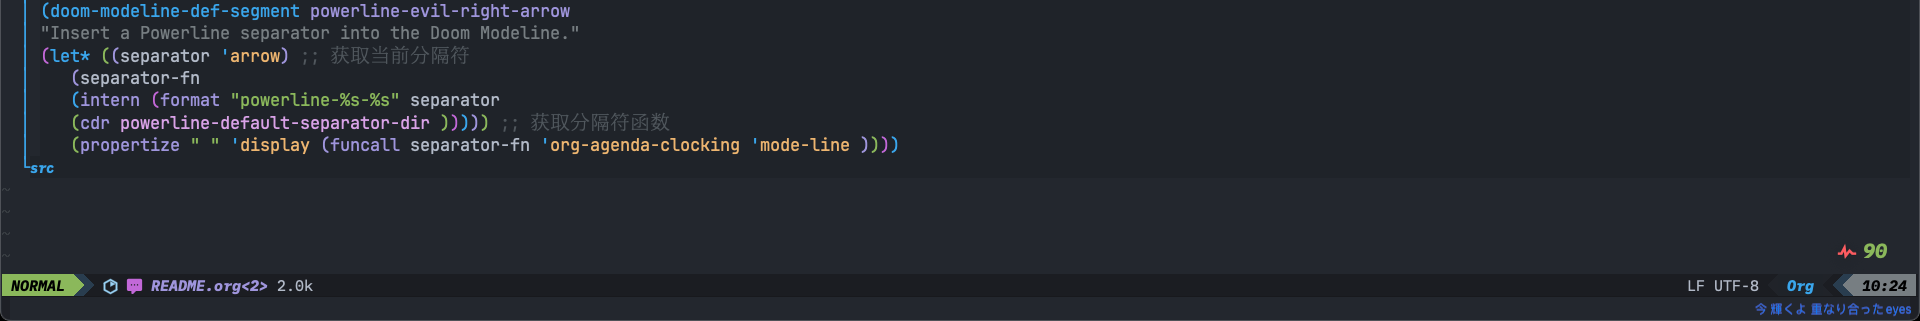 (doom-modeline-def-segment powerline-evil-right-arrow
"Insert a Powerline separator into the Doom Modeline."
(let* ((separator 'arrow) ;; 获取当前分隔符
(separator-fn
(intern (format "powerline-%s-%s" separator
(cdr powerline-default-separator-dir ))))) ;; 获取分隔符函数
(propertize " " 'display (funcall separator-fn 'org-agenda-clocking 'mode-line ))))
src
~
~
~
~
90
NORMAL README.org<2> 2.0k LF UTF-8 Org 10:24
今 輝くよ 重なり合ったeyes